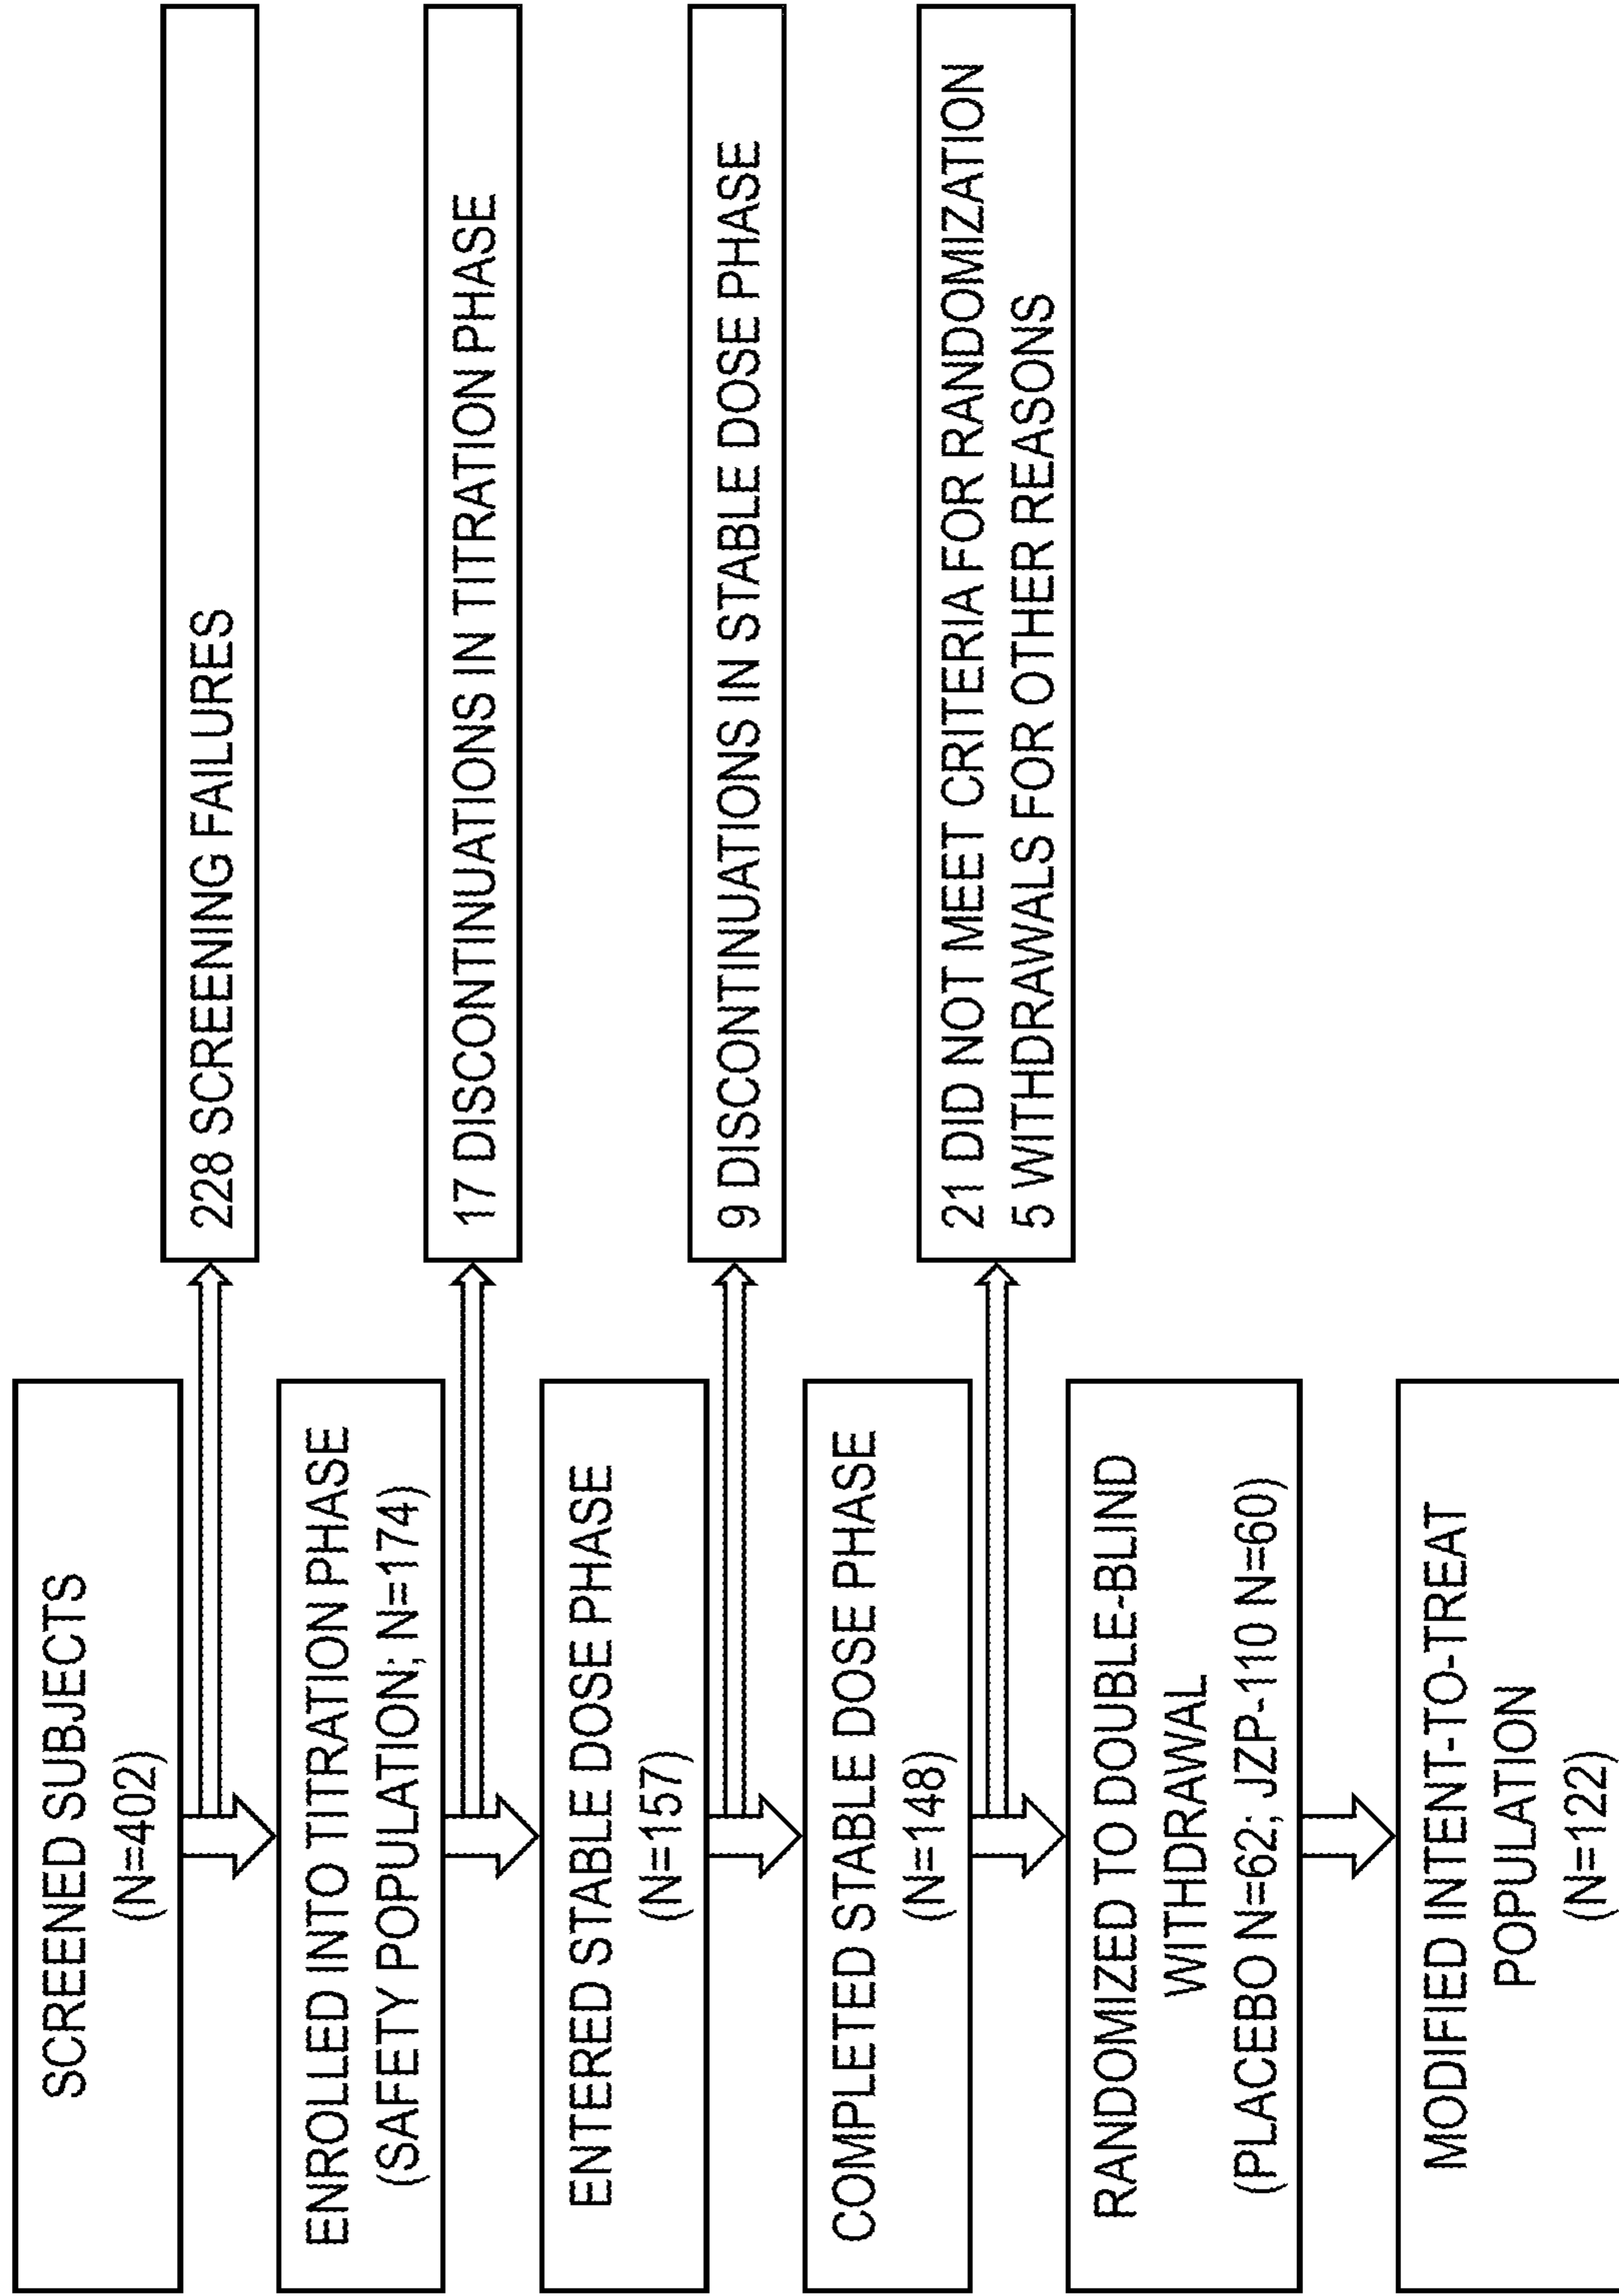 SCREENED SUBJECTS
(N=402)
228 SCREENING FAILURES
ENROLLED INTO TITRATION PHASE
(SAFETY POPULATION; N=174)
17 DISCONTINUATIONS IN TITRATION PHASE
ENTERED STABLE DOSE PHASE
(N=157)
9 DISCONTINUATIONS IN STABLE DOSE PHASE
COMPLETED STABLE DOSE PHASE
(N=148)
21 DID NOT MEET CRITERIA FOR RANDOMIZATION
5 WITHDRAWALS FOR OTHER REASONS
RANDOMIZED TO DOUBLE-BLIND
WITHDRAWAL
(PLACEBO N=62; JZP-110 N=60)
MODIFIED INTENT-TO-TREAT
POPULATION
(N=122)